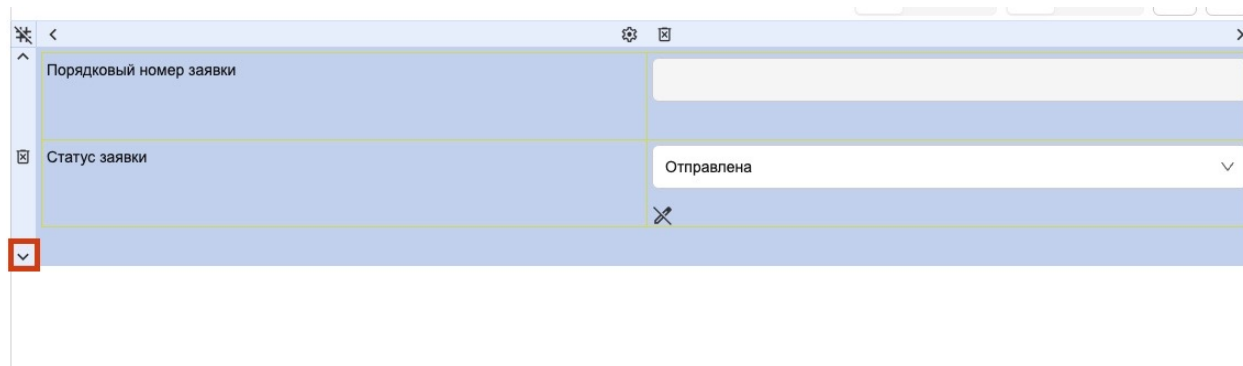 Порядковый номер заявки
Статус заявки
Отправлена